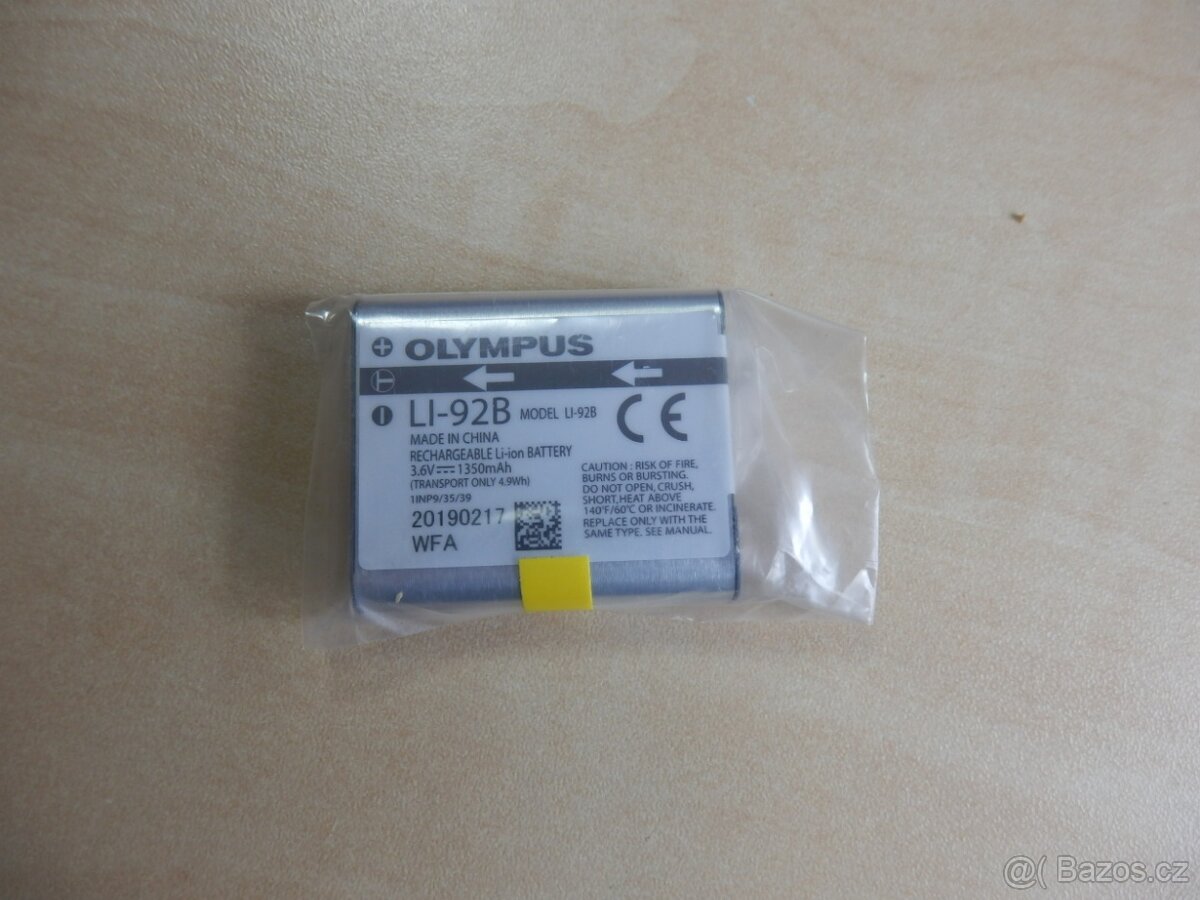 OLYMPUS
LI-92B MODEL LI-92B
MADE IN CHINA
RECHARGEABLE Li-ion BATTERY
3.6V⎓1350mAh
(TRANSPORT ONLY 4.9Wh)
1INP9/35/39
20190217
WFA
CE
CAUTION : RISK OF FIRE,
BURNS OR BURSTING.
DO NOT OPEN, CRUSH,
SHORT, HEAT ABOVE
140°F/60°C OR INCINERATE.
REPLACE ONLY WITH THE
SAME TYPE. SEE MANUAL.
@( Bazos.cz